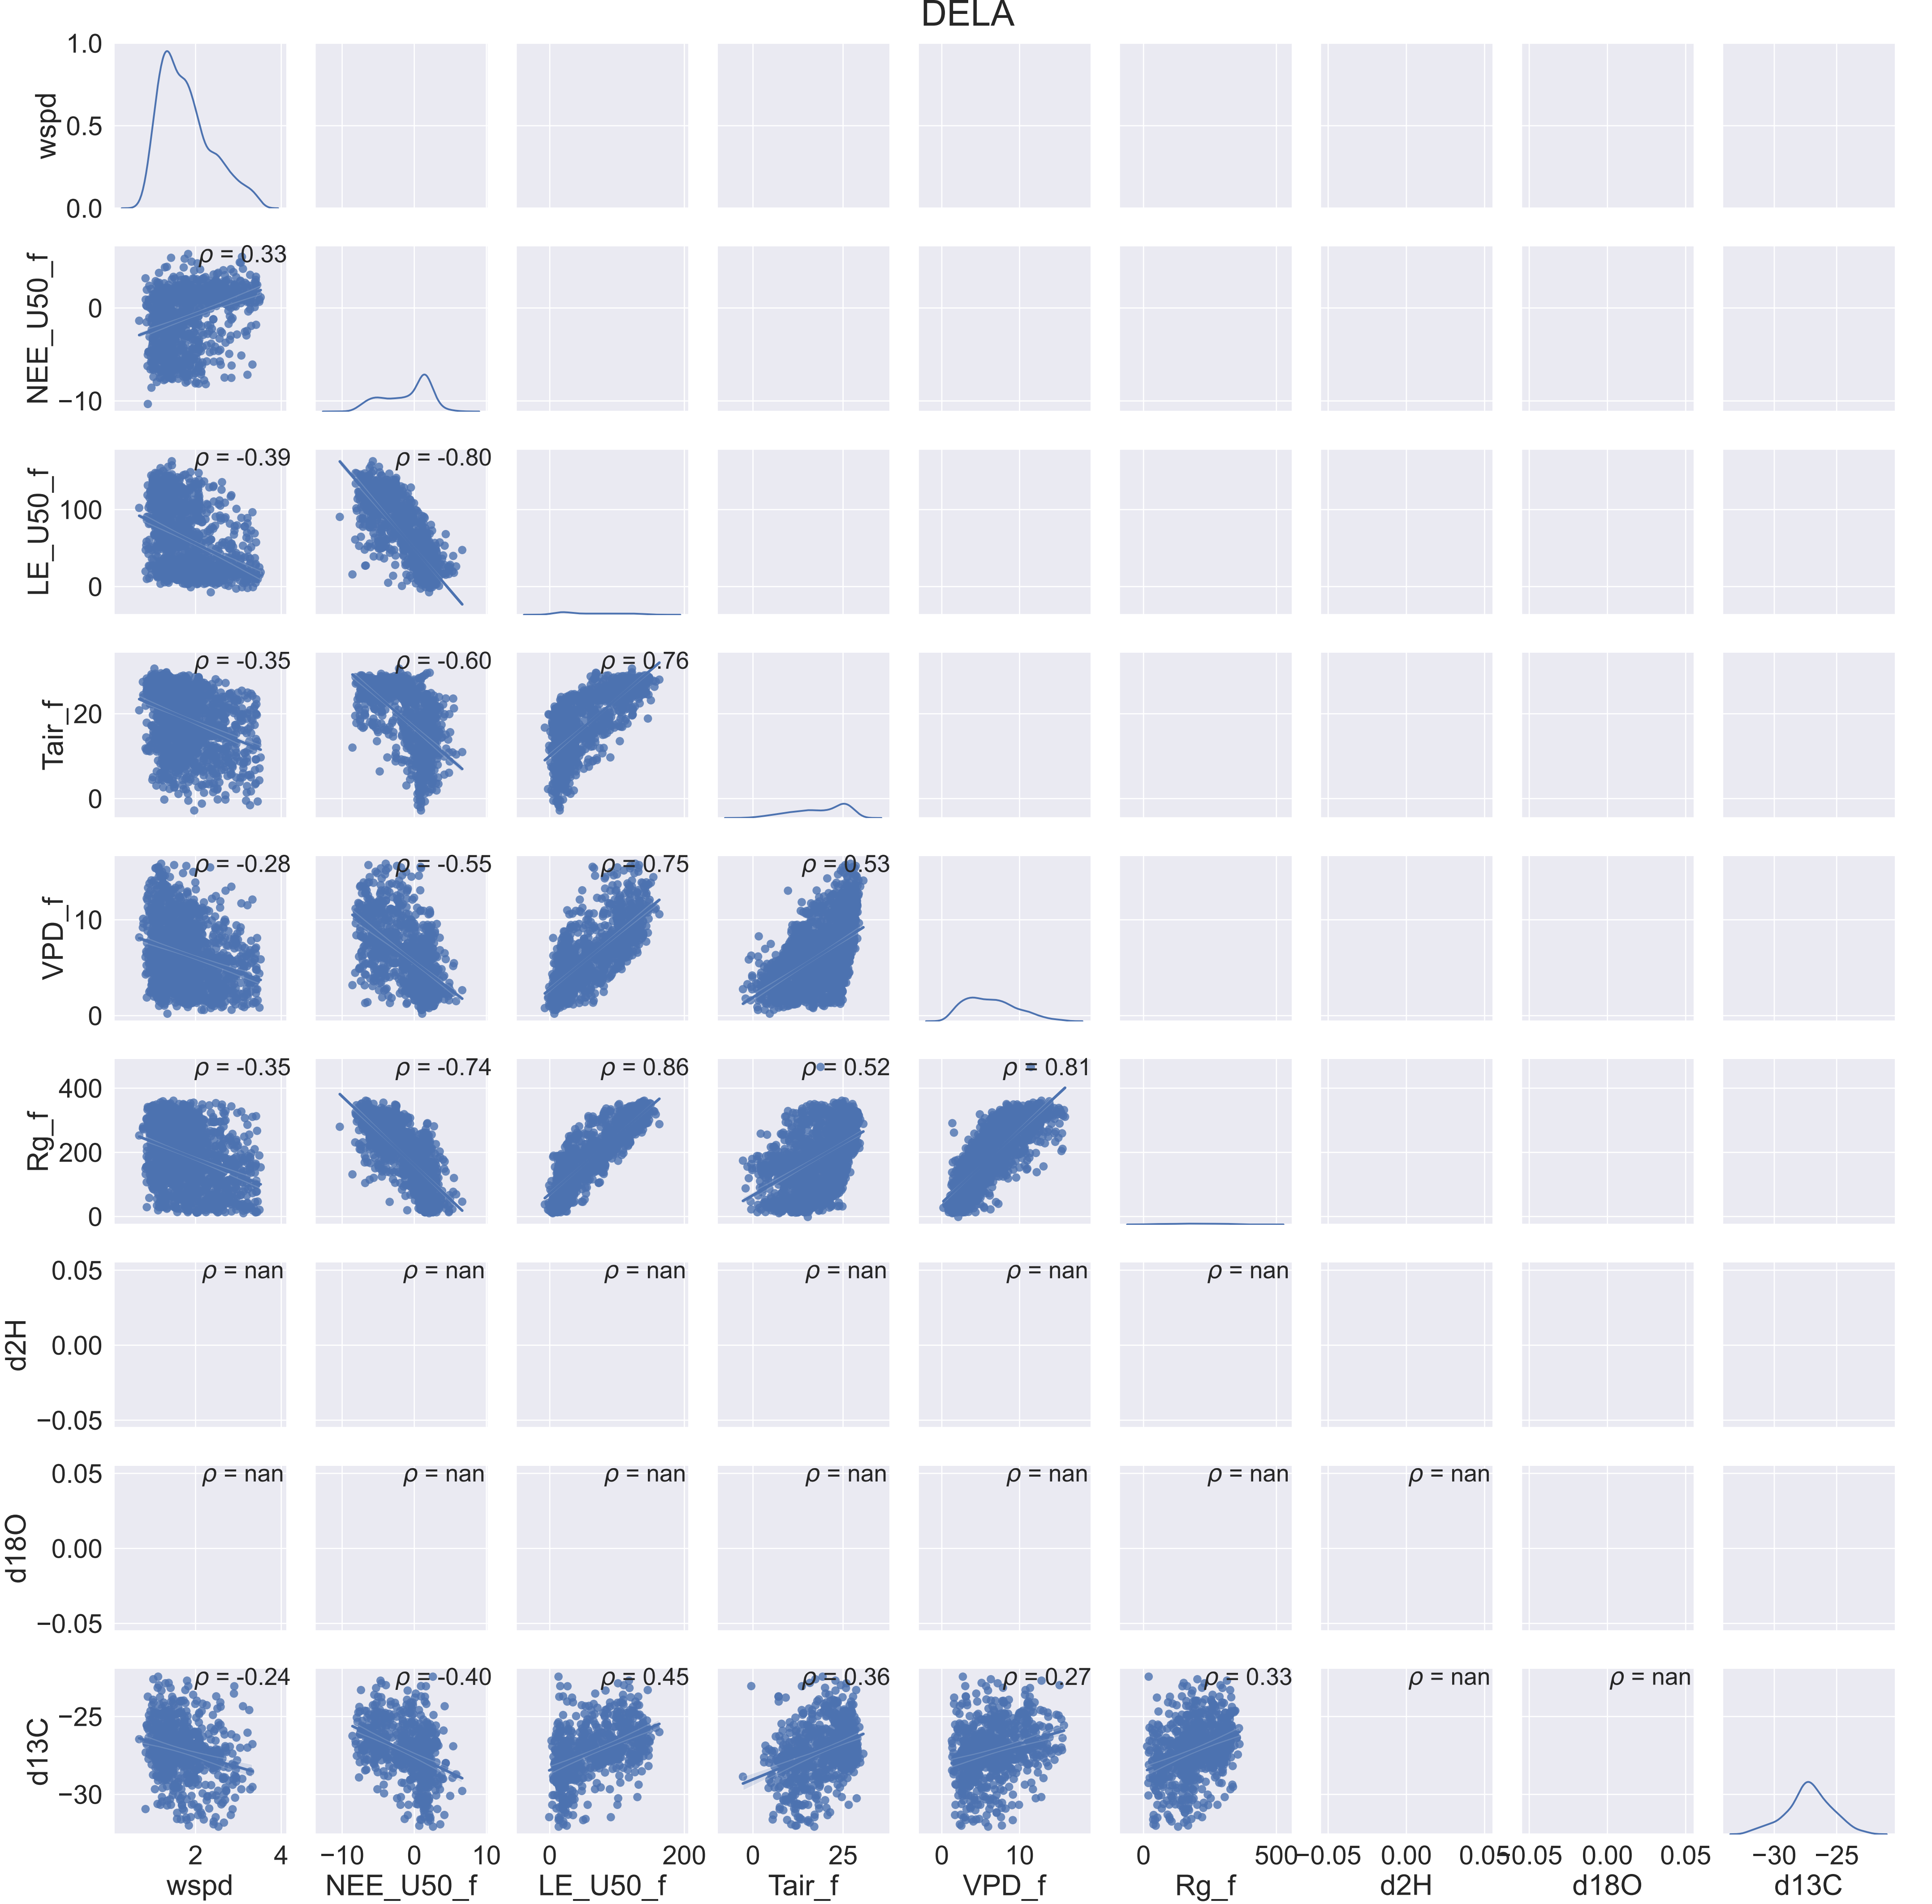 DELA
wspd
1.0
0.5
0.0
NEE_U50_f
0
−10
ρ = 0.33
LE_U50_f
100
0
ρ = -0.39
ρ = -0.80
Tair_f
20
0
ρ = -0.35
ρ = -0.60
ρ = 0.76
VPD_f
10
0
ρ = -0.28
ρ = -0.55
ρ = 0.75
ρ = 0.53
Rg_f
400
200
0
ρ = -0.35
ρ = -0.74
ρ = 0.86
ρ = 0.52
ρ = 0.81
d2H
0.05
0.00
−0.05
ρ = nan
ρ = nan
ρ = nan
ρ = nan
ρ = nan
ρ = nan
d18O
0.05
0.00
−0.05
ρ = nan
ρ = nan
ρ = nan
ρ = nan
ρ = nan
ρ = nan
ρ = nan
d13C
−25
−30
ρ = -0.24
ρ = -0.40
ρ = 0.45
ρ = 0.36
ρ = 0.27
ρ = 0.33
ρ = nan
ρ = nan
2 4
−10 0 10
0 200
0 25
0 10
0 500
−0.05 0.00 0.05
−0.05 0.00 0.05
−30 −25
wspd
NEE_U50_f
LE_U50_f
Tair_f
VPD_f
Rg_f
d2H
d18O
d13C